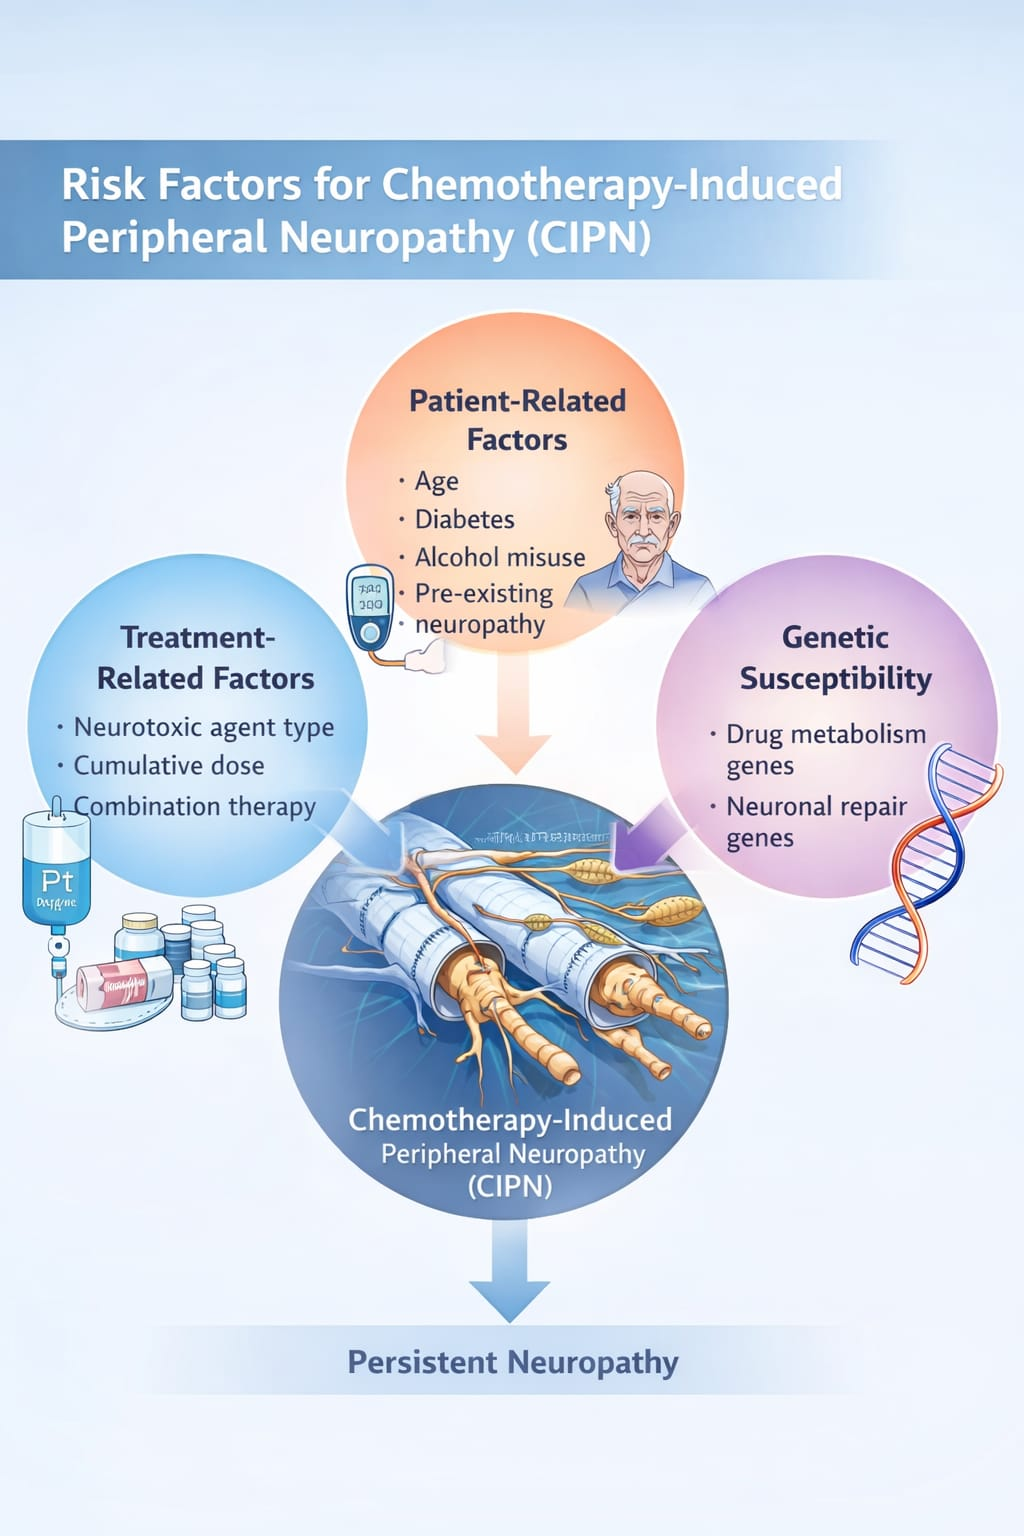 Risk Factors for Chemotherapy-Induced
Peripheral Neuropathy (CIPN)
Patient-Related
Factors
· Age
· Diabetes
· Alcohol misuse
· Pre-existing
· neuropathy
Treatment-
Related Factors
· Neurotoxic agent type
· Cumulative dose
Combination therapy
Pt
Genetic
Susceptibility
· Drug metabolism
genes
· Neuronal repair
genes
Chemotherapy-Induced
Peripheral Neuropathy
(CIPN)
Persistent Neuropathy